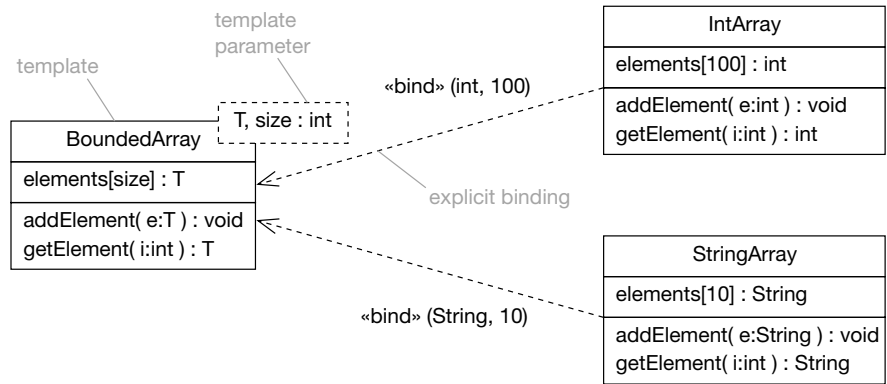 template
template
parameter
T, size : int
BoundedArray
elements[size] : T
addElement( e:T ) : void
getElement( i:int ) : T
«bind» (int, 100)
explicit binding
«bind» (String, 10)
IntArray
elements[100] : int
addElement( e:int ) : void
getElement( i:int ) : int
StringArray
elements[10] : String
addElement( e:String ) : void
getElement( i:int ) : String